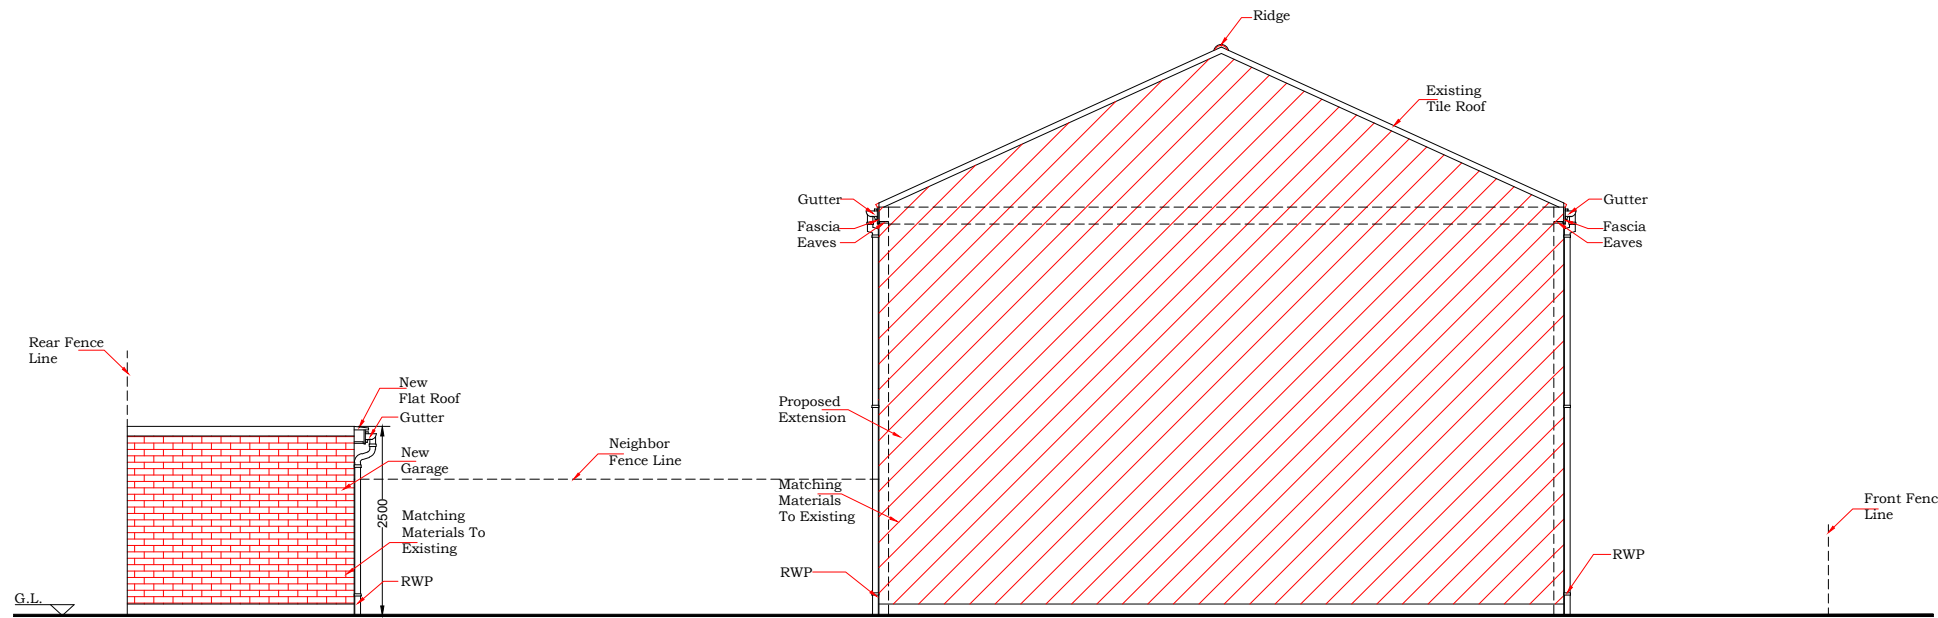 Ridge
Existing
Tile Roof
Gutter
Fascia
Eaves
Gutter
Fascia
Eaves
Rear Fence
Line
New
Flat Roof
Gutter
New
Garage
Neighbor
Fence Line
Proposed
Extension
Matching
Materials
To Existing
2500
Matching
Materials To
Existing
Front Fenc
Line
RWP
RWP
RWP
G.L.